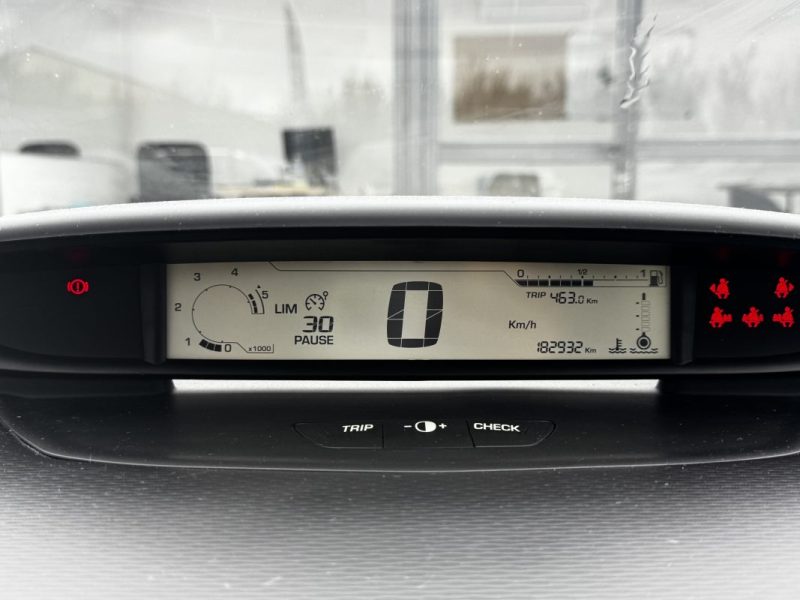 3 4 5
2
1 0 x1000
LIM
30
PAUSE
0
Km/h
0 1/2 1
TRIP 463.0 Km
182932 Km
TRIP - + CHECK